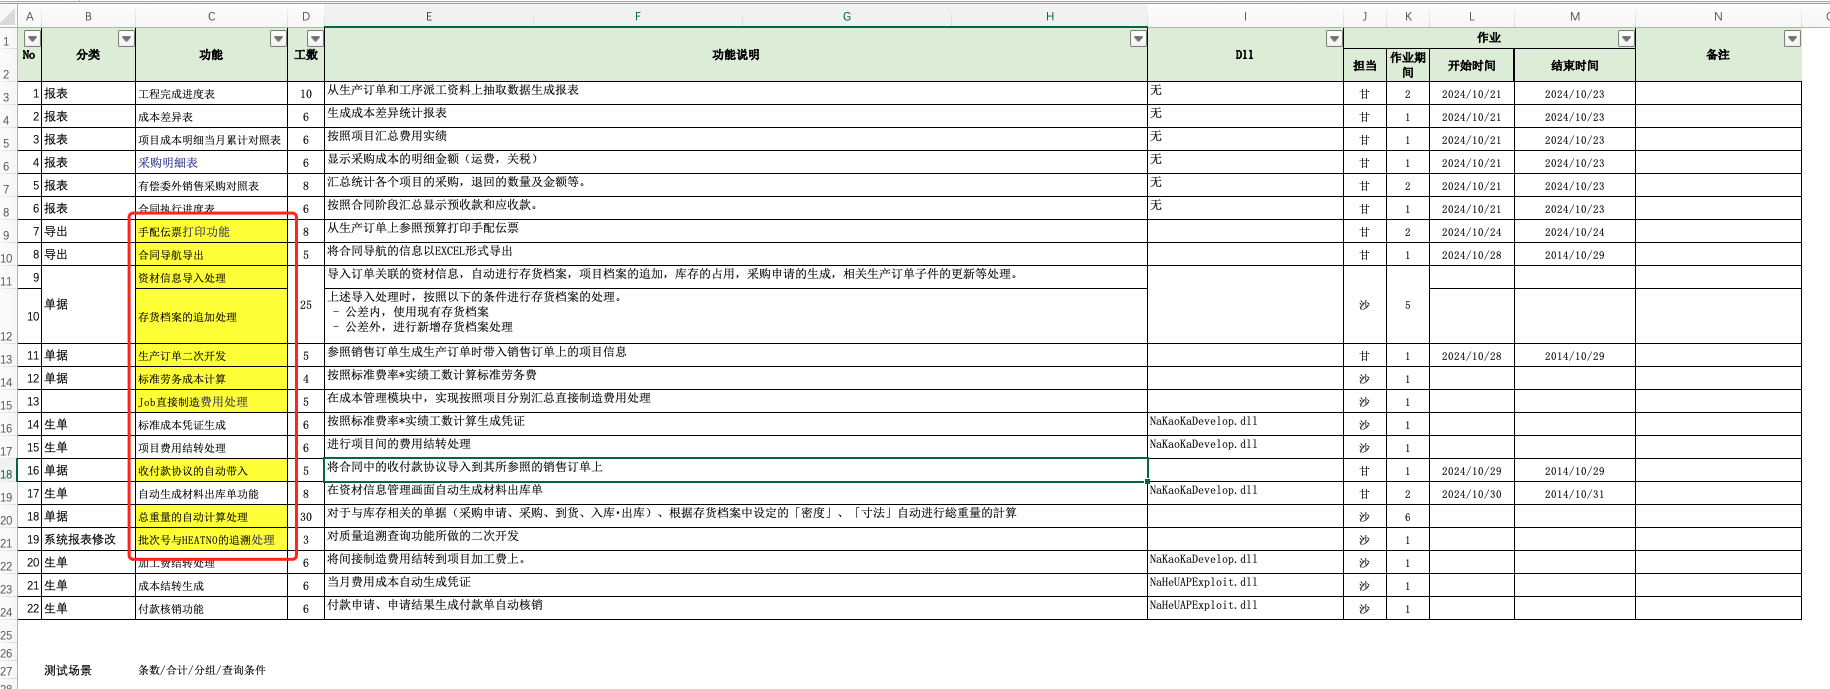 A B C D E F G H I J K L M N
1 No 分类 功能 工数 功能说明 Dll 作业 备注
2 担当 作业期间 开始时间 结束时间
3 1 报表 工程完成进度表 10 从生产订单和工序派工资料上抽取数据生成报表 无 甘 2 2024/10/21 2024/10/23
4 2 报表 成本差异表 6 生成成本差异统计报表 无 甘 1 2024/10/21 2024/10/23
5 3 报表 项目成本明细当月累计对照表 6 按照项目汇总费用实绩 无 甘 1 2024/10/21 2024/10/23
6 4 报表 采购明細表 6 显示采购成本的明细金额（运费，关税） 无 甘 1 2024/10/21 2024/10/23
7 5 报表 有偿委外销售采购对照表 8 汇总统计各个项目的采购，退回的数量及金额等。 无 甘 2 2024/10/21 2024/10/23
8 6 报表 合同执行进度表 6 按照合同阶段汇总显示预收款和应收款。 无 甘 1 2024/10/21 2024/10/23
9 7 导出 手配伝票打印功能 8 从生产订单上参照预算打印手配伝票 甘 2 2024/10/24 2024/10/24
10 8 导出 合同导航导出 5 将合同导航的信息以EXCEL形式导出 甘 1 2024/10/28 2014/10/29
11 9 单据 资材信息导入处理 25 导入订单关联的资材信息，自动进行存货档案，项目档案的追加，库存的占用，采购申请的生成，相关生产订单子件的更新等处理。 沙 5
12 10 存货档案的追加处理 上述导入处理时，按照以下的条件进行存货档案的处理。
- 公差内，使用现有存货档案
- 公差外，进行新增存货档案处理
13 11 单据 生产订单二次开发 5 参照销售订单生成生产订单时带入销售订单上的项目信息 甘 1 2024/10/28 2014/10/29
14 12 单据 标准劳务成本计算 4 按照标准费率*实绩工数计算标准劳务费 沙 1
15 13 Job直接制造费用处理 5 在成本管理模块中，实现按照项目分别汇总直接制造费用处理 沙 1
16 14 生单 标准成本凭证生成 6 按照标准费率*实绩工数计算生成凭证 NaKaoKaDevelop.dll 沙 1
17 15 生单 项目费用结转处理 6 进行项目间的费用结转处理 NaKaoKaDevelop.dll 沙 1
18 16 单据 收付款协议的自动带入 5 将合同中的收付款协议导入到其所参照的销售订单上 甘 1 2024/10/29 2014/10/29
19 17 生单 自动生成材料出库单功能 8 在资材信息管理画面自动生成材料出库单 NaKaoKaDevelop.dll 甘 2 2024/10/30 2014/10/31
20 18 单据 总重量的自动计算处理 30 对于与库存相关的单据（采购申请、采购、到货、入库·出库）、根据存货档案中设定的「密度」、「寸法」自动进行総重量的計算 沙 6
21 19 系统报表修改 批次号与HEATNO的追溯处理 3 对质量追溯查询功能所做的二次开发 沙 1
22 20 生单 加工费结转处理 6 将间接制造费用结转到项目加工费上。 NaKaoKaDevelop.dll 沙 1
23 21 生单 成本结转生成 6 当月费用成本自动生成凭证 NaHeUAPExploit.dll 沙 1
24 22 生单 付款核销功能 6 付款申请、申请结果生成付款单自动核销 NaHeUAPExploit.dll 沙 1
25
26
27 测试场景 条数/合计/分组/查询条件
28